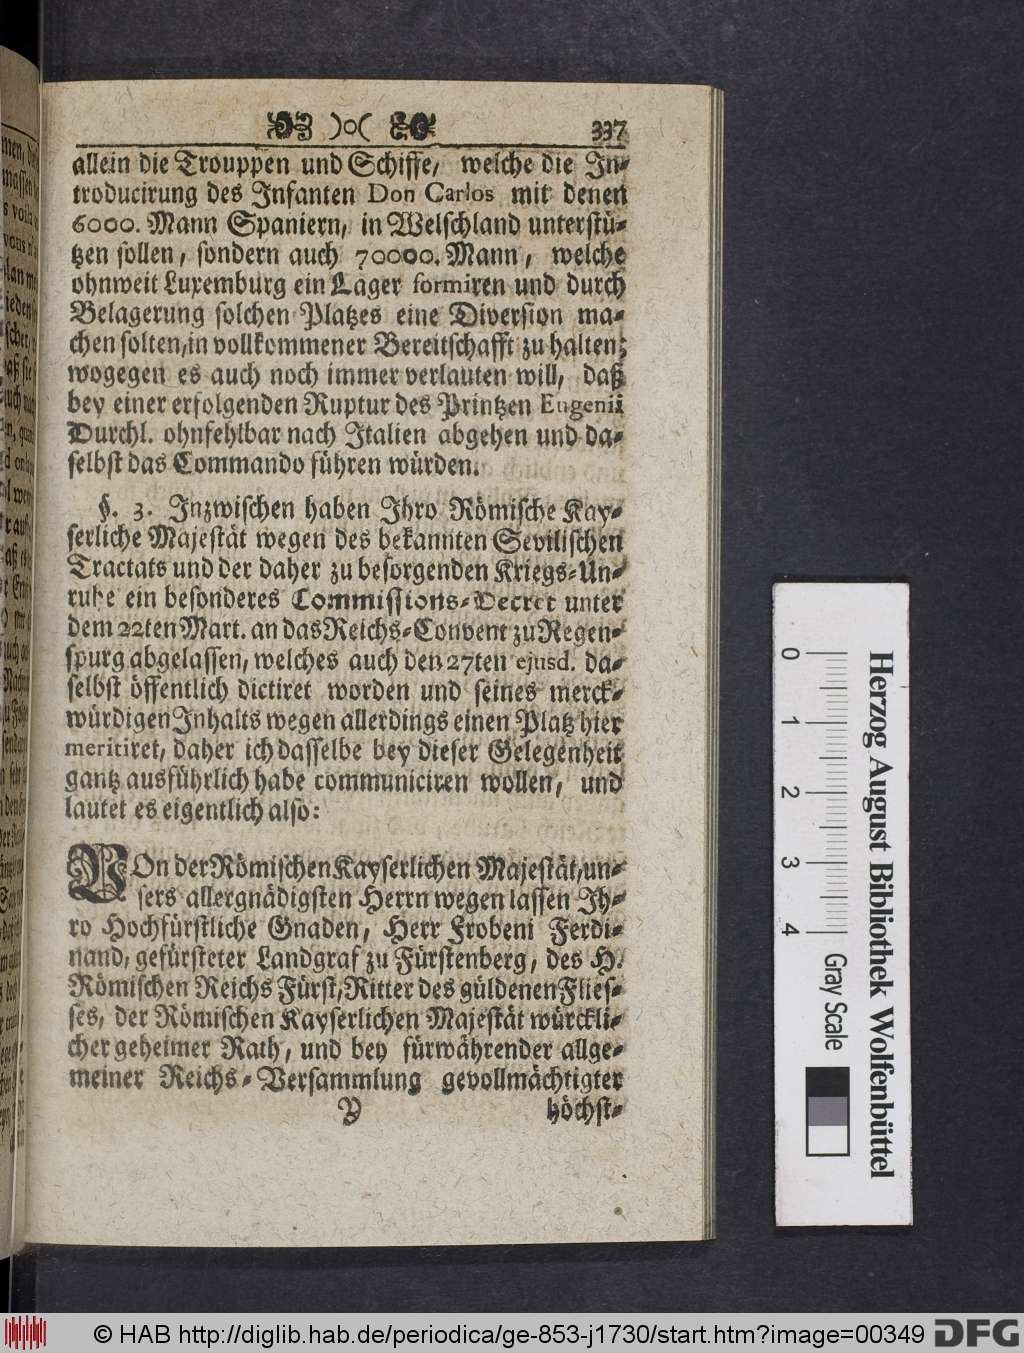 )o( 337
allein die Trouppen und Schiffe, welche die In-
troducirung des Infanten Don Carlos mit denen
6000. Mann Spaniern, in Welschland unterstü-
tzen sollen, sondern auch 70000. Mann, welche
ohnweit Luxemburg ein Lager formiren und durch
Belagerung solchen Platzes eine Diversion ma-
chen solten, in vollkommener Bereitschafft zu halten;
wogegen es auch noch immer verlauten will, daß
bey einer erfolgenden Ruptur des Printzen Eugenii
Durchl. ohnfehlbar nach Italien abgehen und da-
selbst das Commando führen würden.
§. 3. Inzwischen haben Ihro Römische Kay-
serliche Majestät wegen des bekannten Sevilischen
Tractats und der daher zu besorgenden Kriegs-Un-
ruhe ein besonderes Commissions-Decret unter
dem 22ten Mart. an das Reichs-Convent zu Regen-
spurg abgelassen, welches auch den 27ten ejusd. da-
selbst öffentlich dictiret worden und seines merck-
würdigen Inhalts wegen allerdings einen Platz hier
meritiret, daher ich dasselbe bey dieser Gelegenheit
gantz ausführlich habe communiciren wollen, und
lautet es eigentlich also:
VOn der Römischen Kayserlichen Majestät, un-
sers allergnädigsten Herrn wegen lassen Ih-
ro Hochfürstliche Gnaden, Herr Frobeni Ferdi-
nand, gefürsteter Landgraf zu Fürstenberg, des H.
Römischen Reichs Fürst, Ritter des güldenen Flies-
ses, der Römischen Kayserlichen Majestät würckli-
cher geheimer Rath, und bey fürwährender allge-
meiner Reichs-Versammlung gevollmächtigter
Y höchst-
0 1 2 3 4 Gray Scale
Herzog August Bibliothek Wolfenbüttel
© HAB http://diglib.hab.de/periodica/ge-853-j1730/start.htm?image=00349 DFG